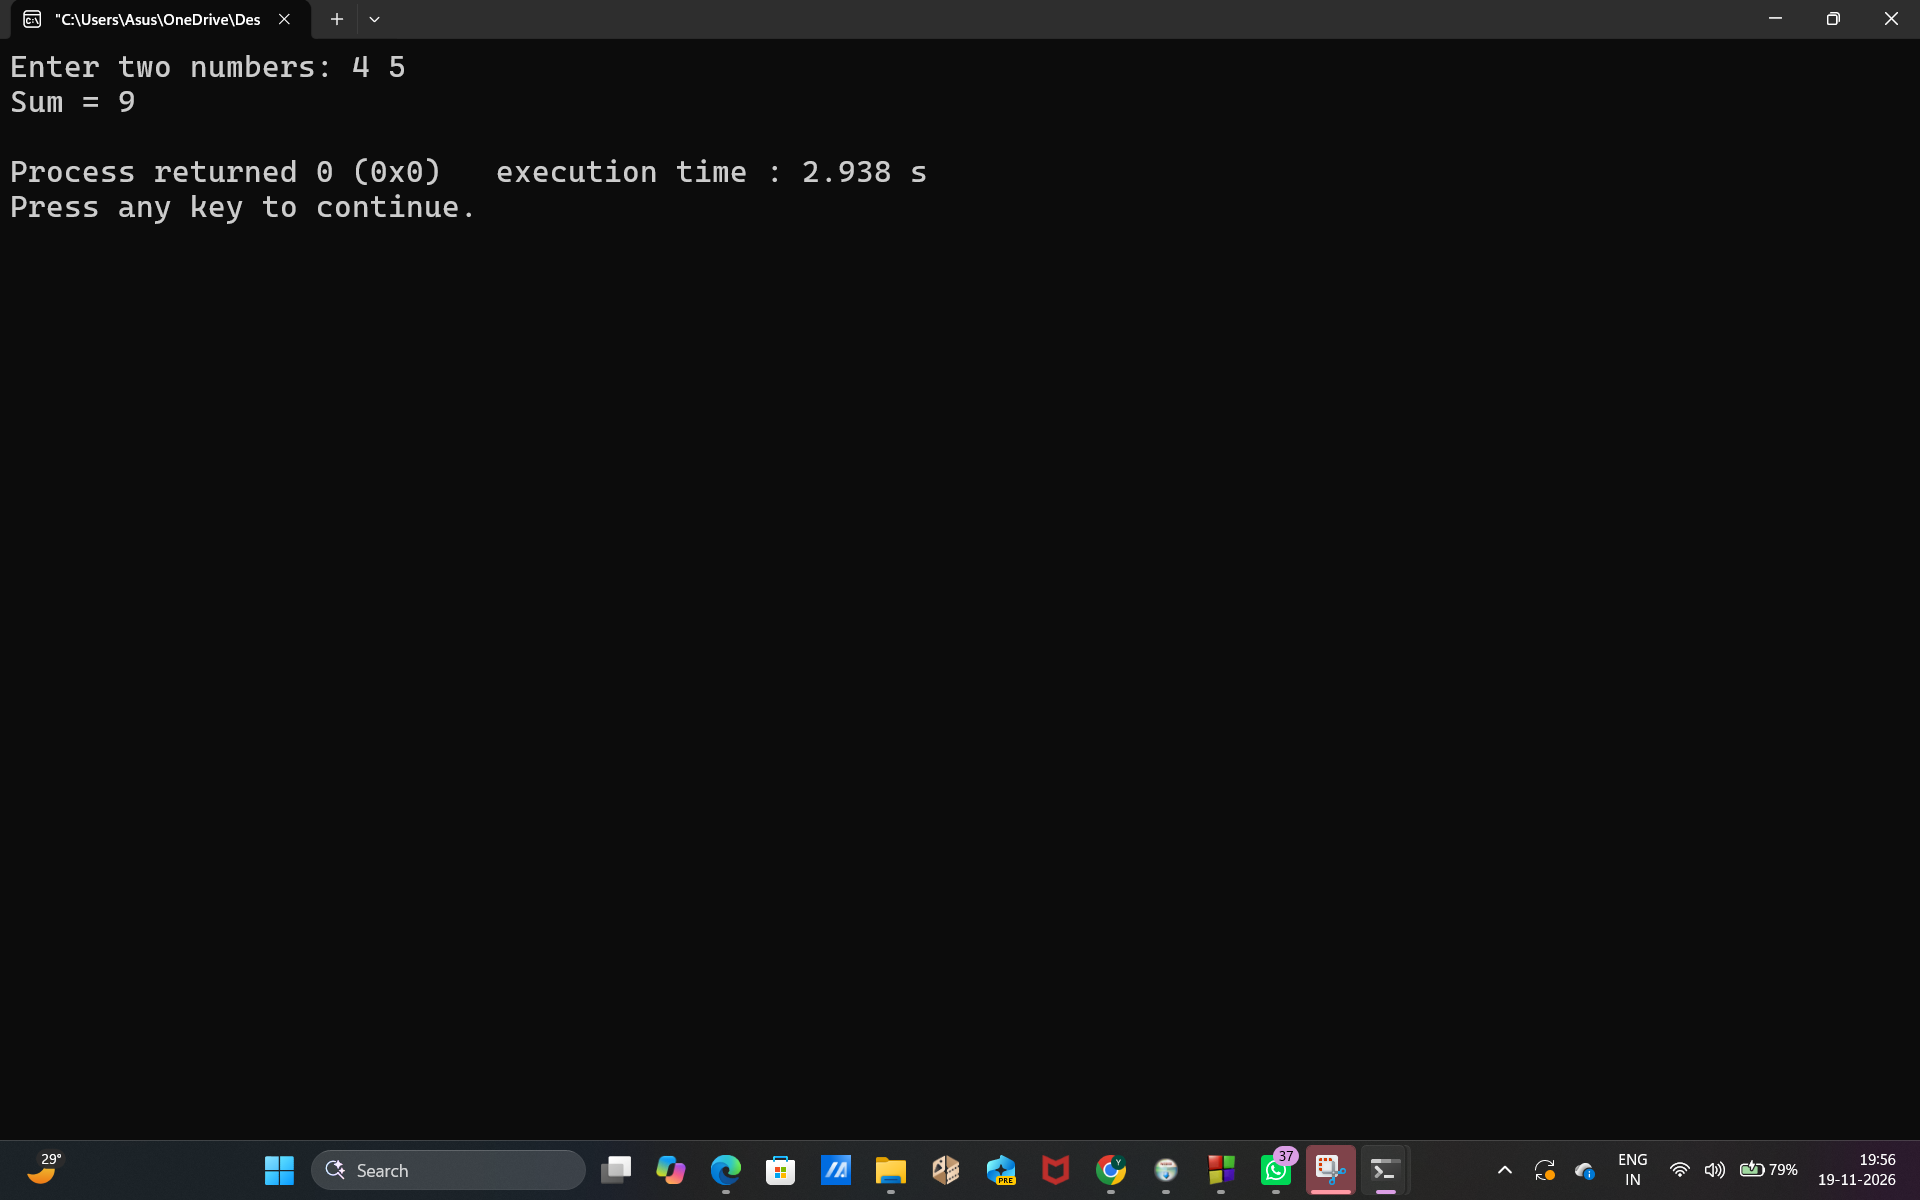 "C:\Users\Asus\OneDrive\Des
Enter two numbers: 4 5
Sum = 9
Process returned 0 (0x0)   execution time : 2.938 s
Press any key to continue.
29°
Search
PRE
Y
37
ENG
IN
79%
19:56
19-11-2026